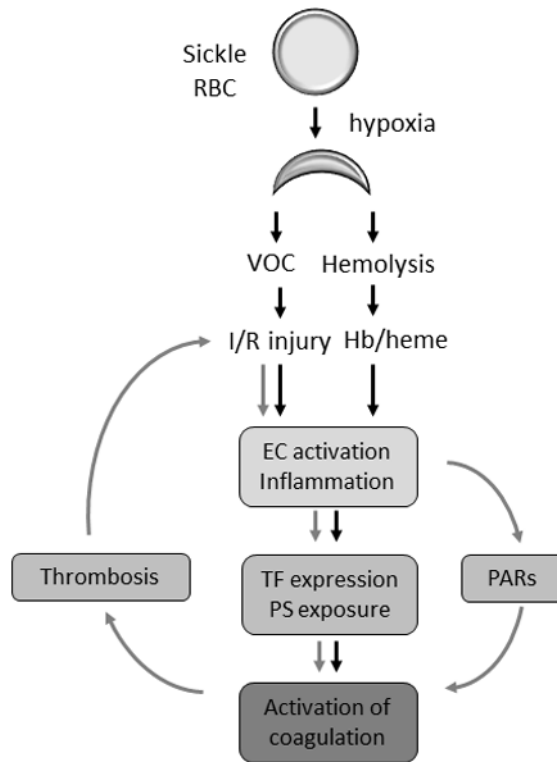 Sickle
RBC
hypoxia
VOC
Hemolysis
I/R injury
Hb/heme
EC activation
Inflammation
Thrombosis
TF expression
PS exposure
PARs
Activation of
coagulation